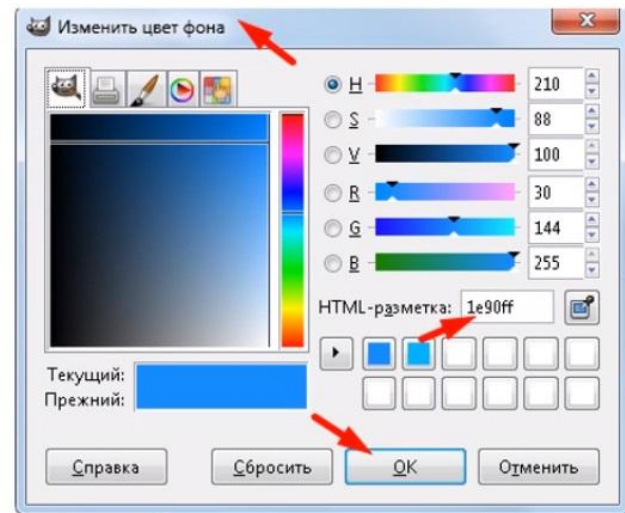 Изменить цвет фона
H 210
S 88
V 100
R 30
G 144
B 255
HTML-разметка: 1e90ff
Текущий:
Прежний:
Справка Сбросить OK Отменить